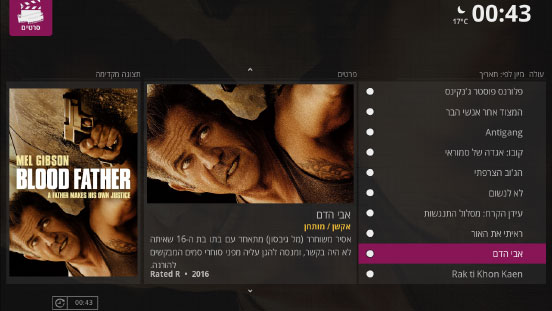 סרטים
00:43
17°C
עולה מיון לפי: תאריך
פרטים
תצוגה מקדימה
פלורנס פוסטר ג'נקינס
המצוד אחר אנשי הבר
Antigang
קובו: אגדה של סמוראי
הג'וב הצרפתי
לא לנשום
עידן הקרח: מסלול התנגשות
ראיתי את האור
אבי הדם
Rak ti Khon Kaen
MEL GIBSON
BLOOD FATHER
A FATHER MAKES HIS OWN JUSTICE
אבי הדם
אקשן / מותחן
אסיר משוחרר (מל גיבסון) מתאחד עם בתו בת ה-16 שאיתה
לא היה בקשר, ומנסה להגן עליה מפני סוחרי סמים המבקשים
להורגה.
Rated R • 2016
00:43